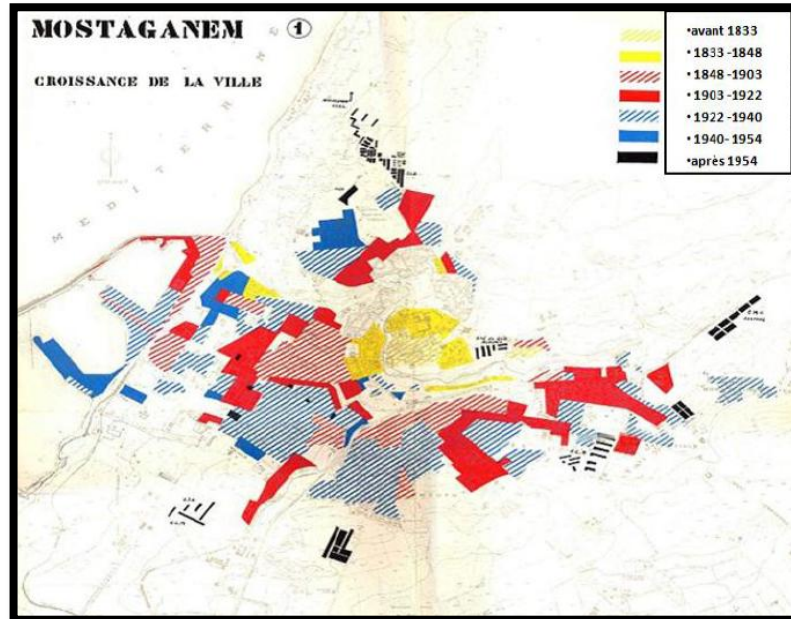 MOSTAGANEM 1
CROISSANCE DE LA VILLE
MEDITERRANEE
•avant 1833
• 1833 -1848
• 1848 -1903
• 1903 -1922
• 1922 -1940
• 1940- 1954
•après 1954